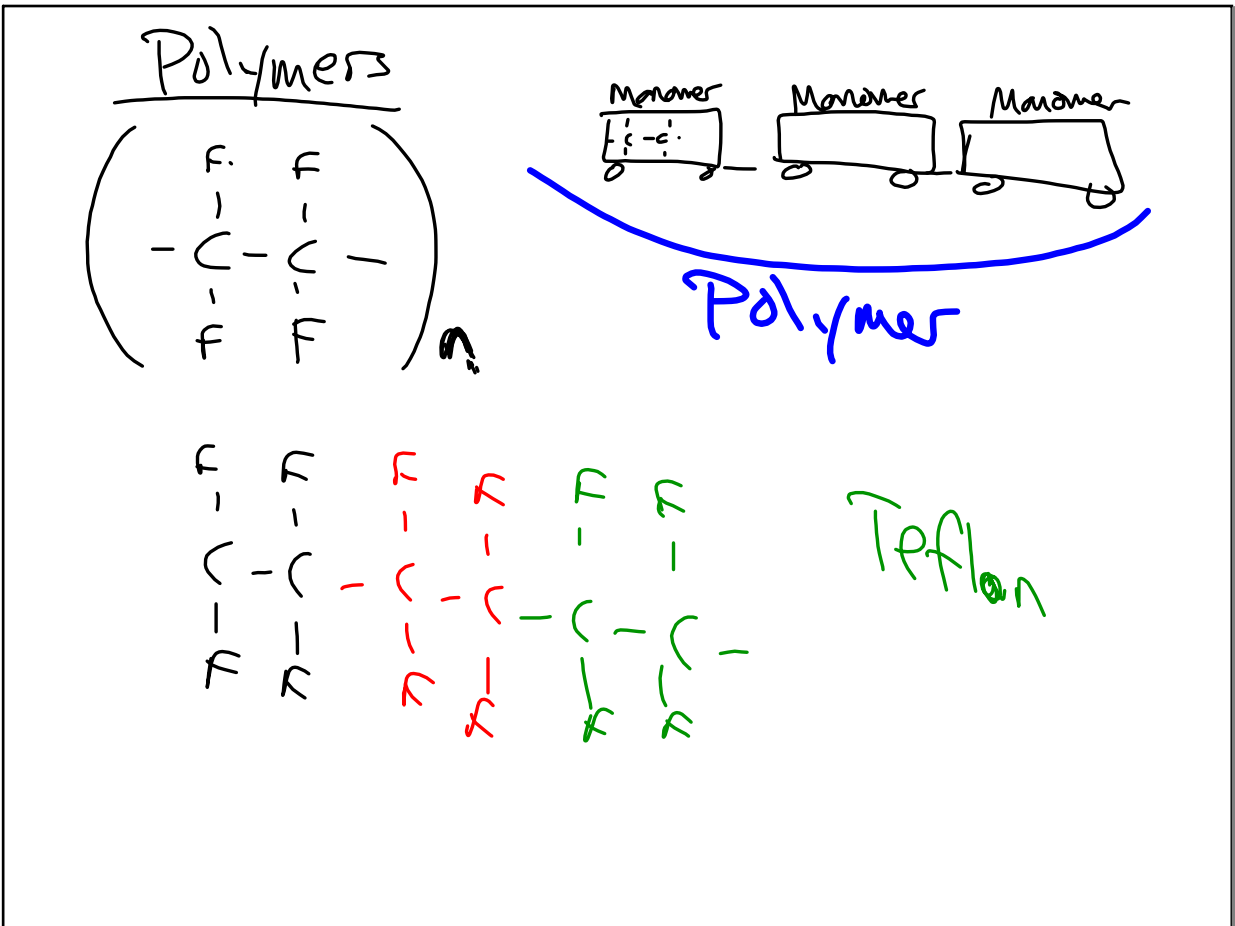 Polymers
Monomer Monomer Monomer
- C - C -
F F
- C - C -
F F
n
Polymer
F F F F F F
C - C - C - C - C - C -
F F F F F F
Teflon